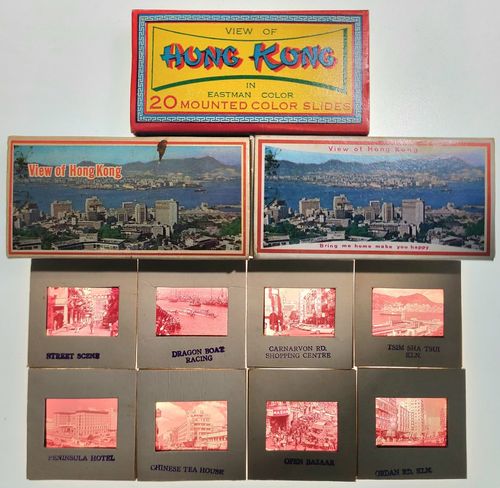 VIEW OF
HUNG KONG
IN
EASTMAN COLOR
20 MOUNTED COLOR SLIDES
View of HongKong
View of Hong Kong
Bring me home make you happy
STREET SCENE
DRAGON BOAT
RACING
CARNARVON RD.
SHOPPING CENTRE
TSIM SHA TSUI
KLN.
PENINSULA HOTEL
CHINESE TEA HOUSE
OPEN BAZAAR
ORDAN RD, KLN.